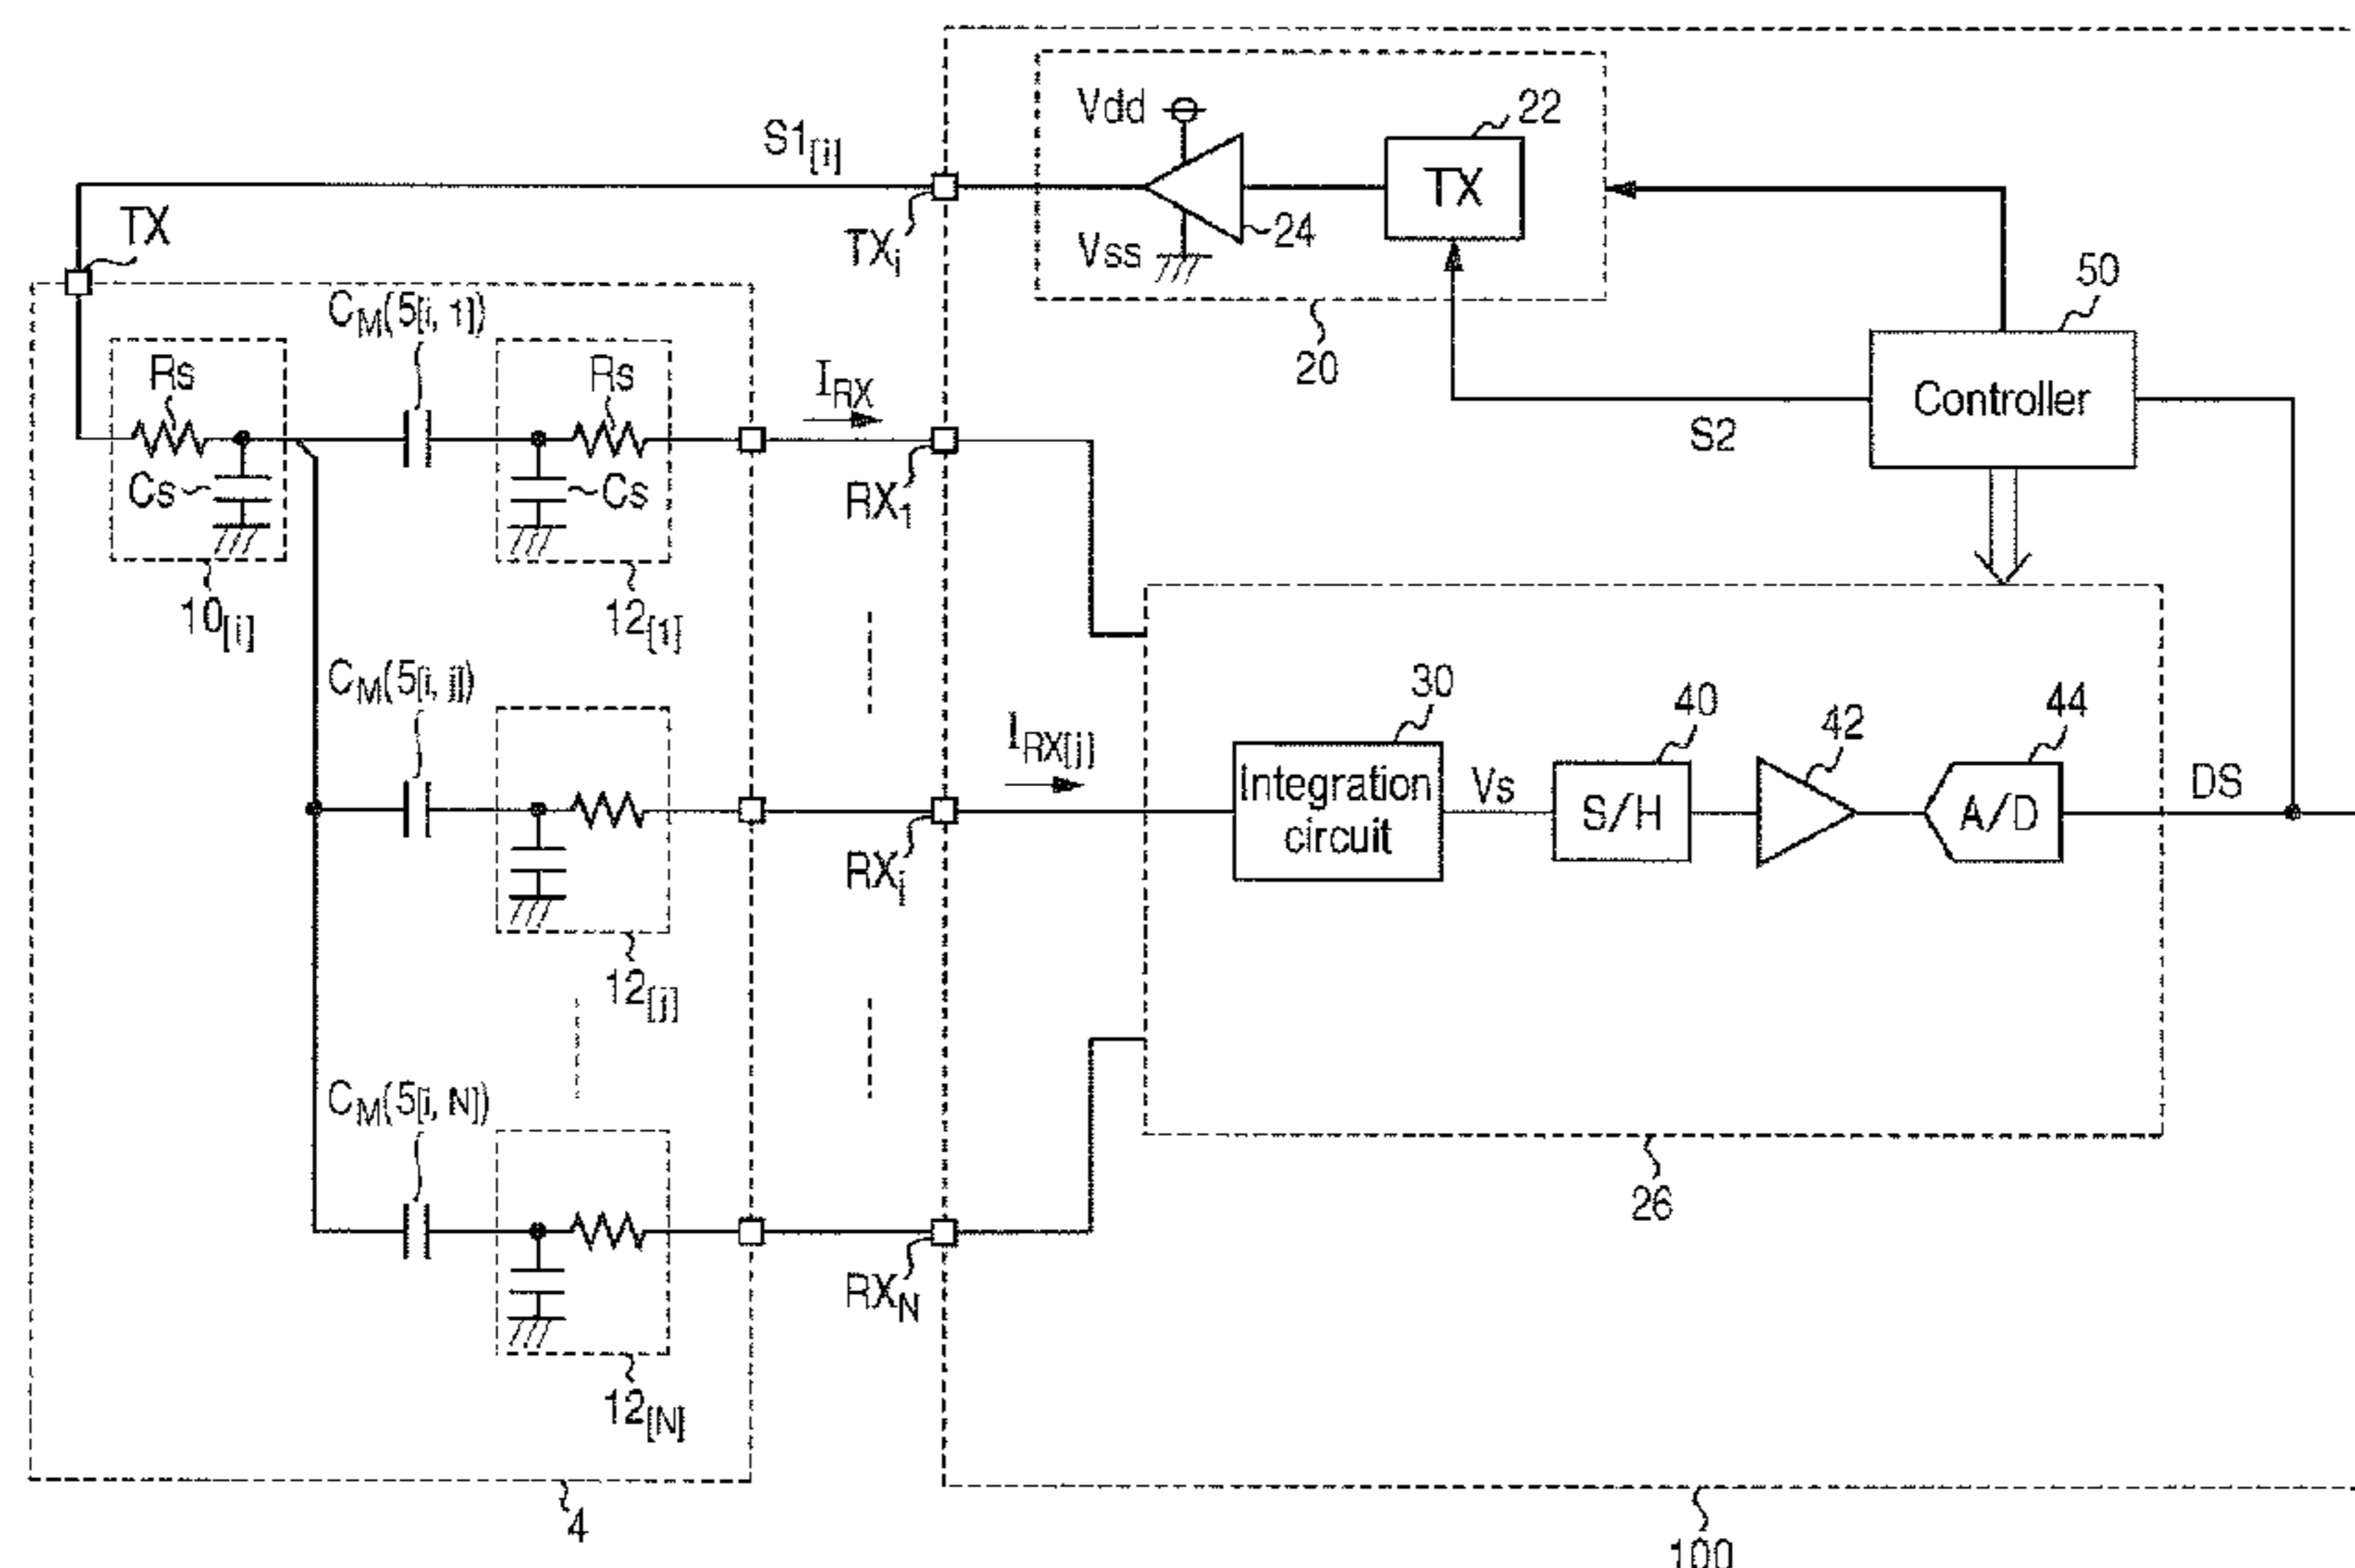 Vdd
22
S1[i]
TX
TX
TXi
Vss
24
50
CM(5[i, 1])
20
Rs
Rs
IRX
Controller
S2
Cs
Cs
RX1
10[i]
12[1]
CM(5[i, j])
30
40
42
44
IRX[j]
Integration
circuit
Vs
S/H
A/D
DS
RXj
12[j]
CM(5[i, N])
26
RXN
12[N]
4
100